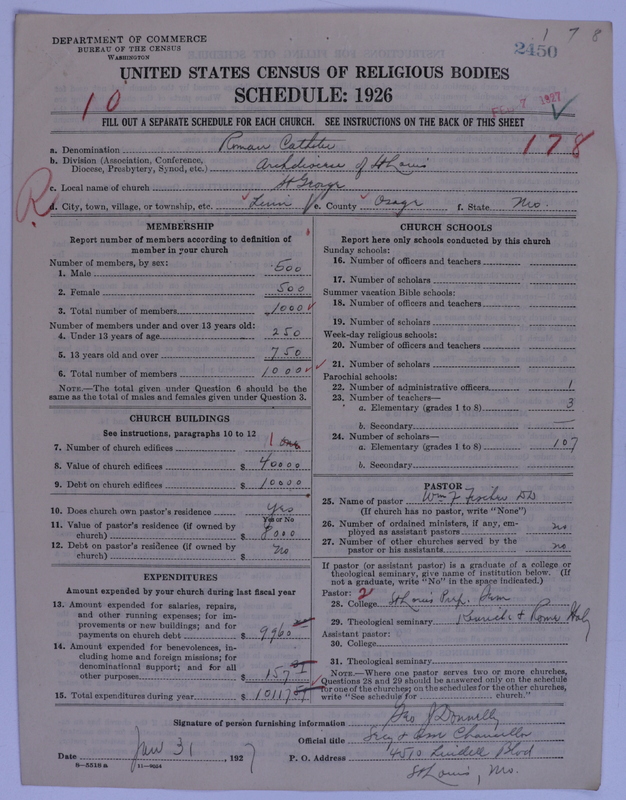 1 7 8
DEPARTMENT OF COMMERCE
BUREAU OF THE CENSUS
WASHINGTON
2450
UNITED STATES CENSUS OF RELIGIOUS BODIES
SCHEDULE: 1926
10
7 1927
FILL OUT A SEPARATE SCHEDULE FOR EACH CHURCH. SEE INSTRUCTIONS ON THE BACK OF THIS SHEET
178
a. Denomination Roman Catholic
b. Division (Association, Conference, Diocese, Presbytery, Synod, etc.) Archdiocese of St Louis
R
c. Local name of church St George
d. City, town, village, or township, etc. Linn e. County Osage f. State Mo.
MEMBERSHIP
Report number of members according to definition of
member in your church
Number of members, by sex:
1. Male 500
2. Female 500
3. Total number of members 1000
Number of members under and over 13 years old:
4. Under 13 years of age 250
5. 13 years old and over 750
6. Total number of members 1000
NOTE.—The total given under Question 6 should be the
same as the total of males and females given under Question 3.
CHURCH BUILDINGS
See instructions, paragraphs 10 to 12
7. Number of church edifices 1 one
8. Value of church edifices $ 40000
9. Debt on church edifices $ 10000
10. Does church own pastor's residence yes
Yes or No
11. Value of pastor's residence (if owned by
church) $ 8000
12. Debt on pastor's residence (if owned by
church) $ No
EXPENDITURES
Amount expended by your church during last fiscal year
13. Amount expended for salaries, repairs,
and other running expenses; for im-
provements or new buildings; and for
payments on church debt $ 9960
14. Amount expended for benevolences, in-
cluding home and foreign missions; for
denominational support; and for all
other purposes $ 157
15. Total expenditures during year $ 10117
CHURCH SCHOOLS
Report here only schools conducted by this church
Sunday schools:
16. Number of officers and teachers
17. Number of scholars
Summer vacation Bible schools:
18. Number of officers and teachers
19. Number of scholars
Week-day religious schools:
20. Number of officers and teachers
21. Number of scholars
Parochial schools:
22. Number of administrative officers 1
23. Number of teachers—
a. Elementary (grades 1 to 8) 3
b. Secondary —
24. Number of scholars—
a. Elementary (grades 1 to 8) 107
b. Secondary
PASTOR
25. Name of pastor Wm F Fischer DD
(If church has no pastor, write "None")
26. Number of ordained ministers, if any, em-
ployed as assistant pastors no
27. Number of other churches served by the
pastor or his assistants no
If pastor (or assistant pastor) is a graduate of a college or
theological seminary, give name of institution below. (If
not a graduate, write "No" in the space indicated.)
Pastor: 2
28. College St Louis Prep. Sem
29. Theological seminary Kenrick & Rome Italy
Assistant pastor:
30. College
31. Theological seminary
NOTE.—Where one pastor serves two or more churches,
Questions 28 and 29 should be answered only on the schedule
for one of the churches; on the schedules for the other churches,
write "See schedule for church."
Signature of person furnishing information Geo J Donnelly
Official title Secy & Chancellor
Date Jan 31 1927 P. O. Address 4510 Lindell Blvd
8—5518 a 11—9024 St Louis, Mo.